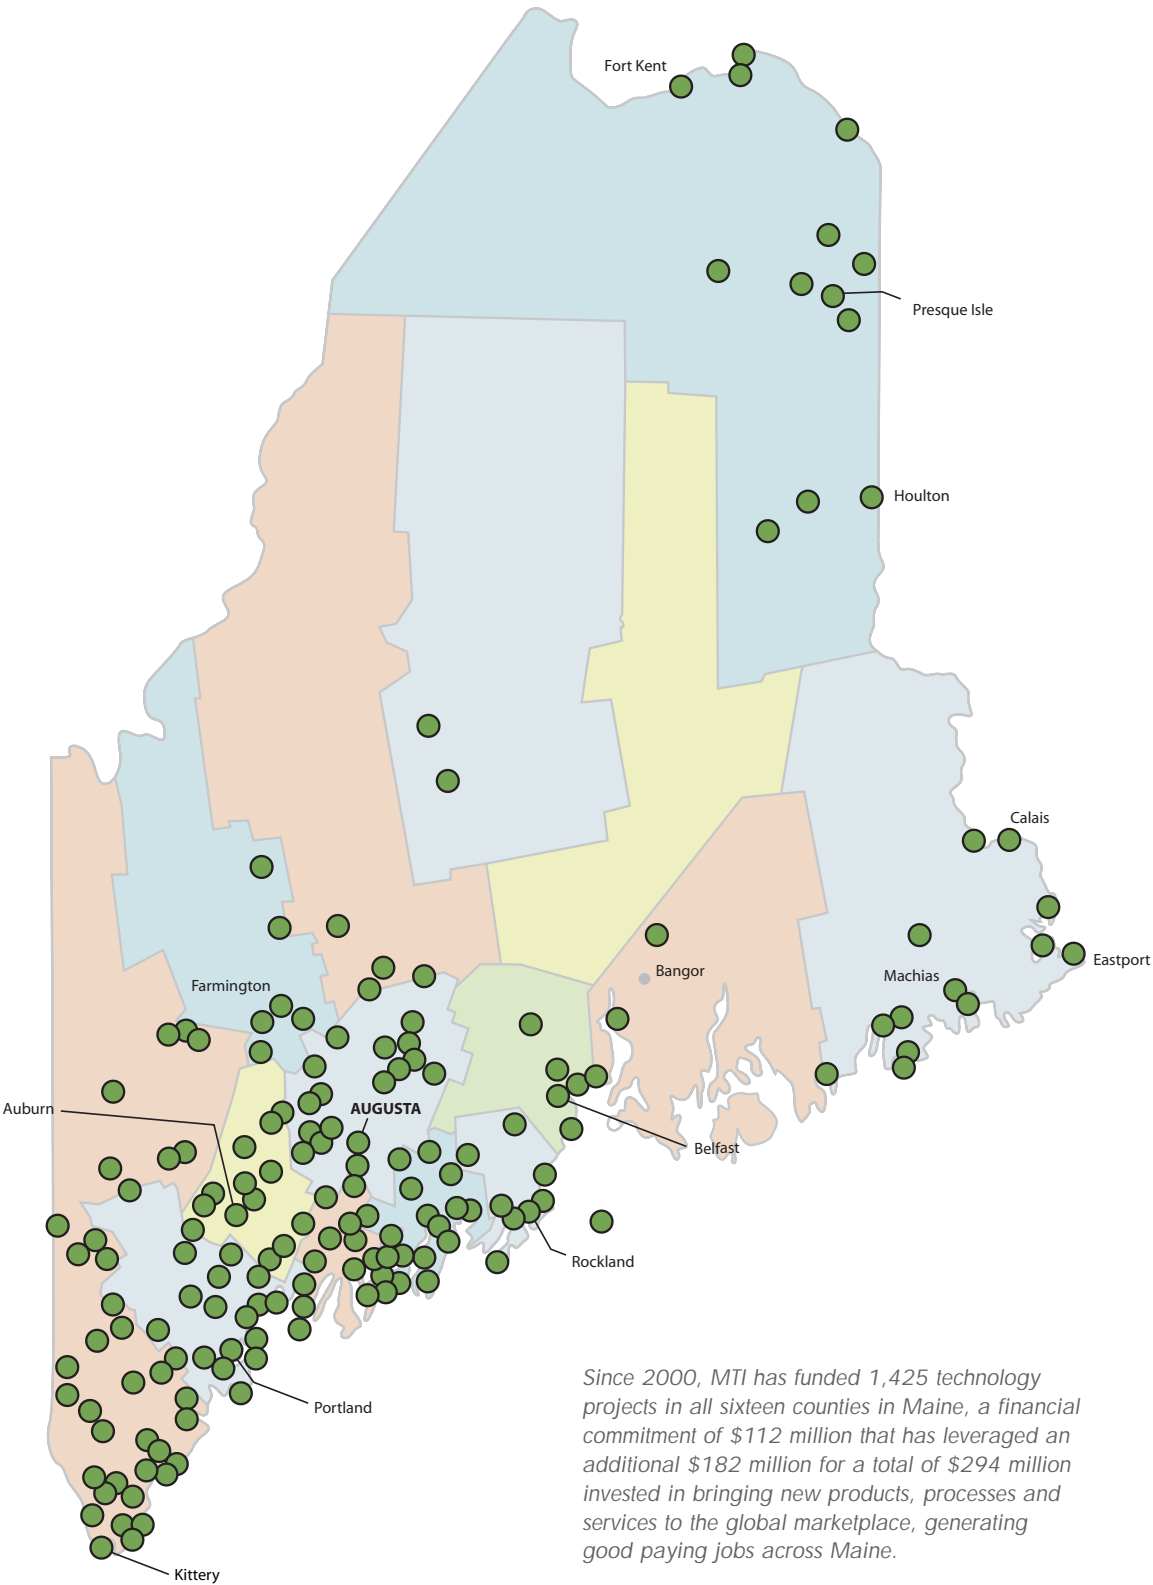 Fort Kent
Presque Isle
Houlton
Calais
Eastport
Bangor
Machias
Farmington
Auburn
AUGUSTA
Belfast
Rockland
Portland
Kittery
Since 2000, MTI has funded 1,425 technology
projects in all sixteen counties in Maine, a financial
commitment of $112 million that has leveraged an
additional $182 million for a total of $294 million
invested in bringing new products, processes and
services to the global marketplace, generating
good paying jobs across Maine.